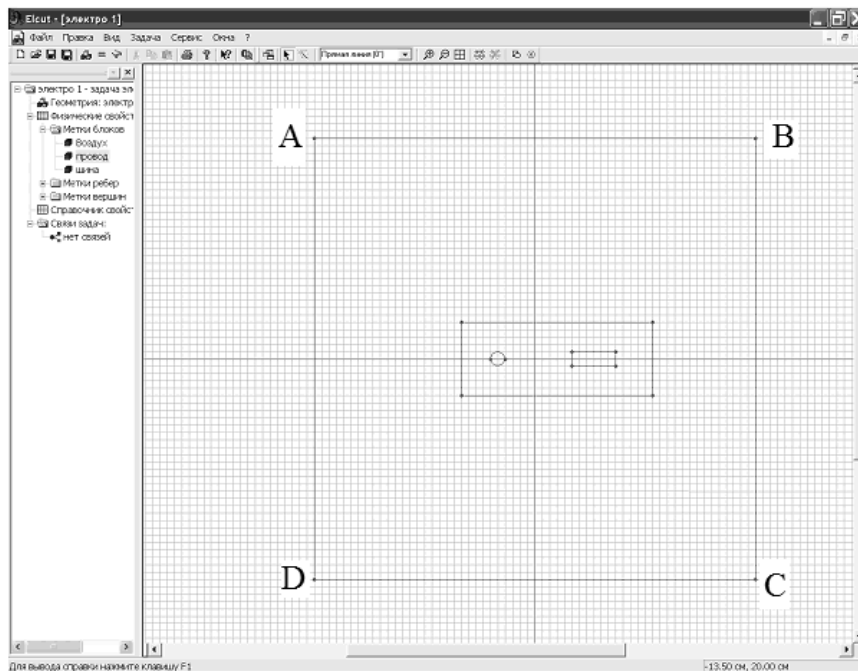 Elcut - [электро 1]
Файл Правка Вид Задача Сервис Окна ?
Прямая линия [0°]
электро 1 - задача эл
Геометрия: электр
Физические свойст
Метки блоков
Воздух
провод
шина
Метки ребер
Метки вершин
Справочник свойс
Связи задач:
нет связей
A
B
D
C
Для вывода справки нажмите клавишу F1
-13.50 см, 20.00 см